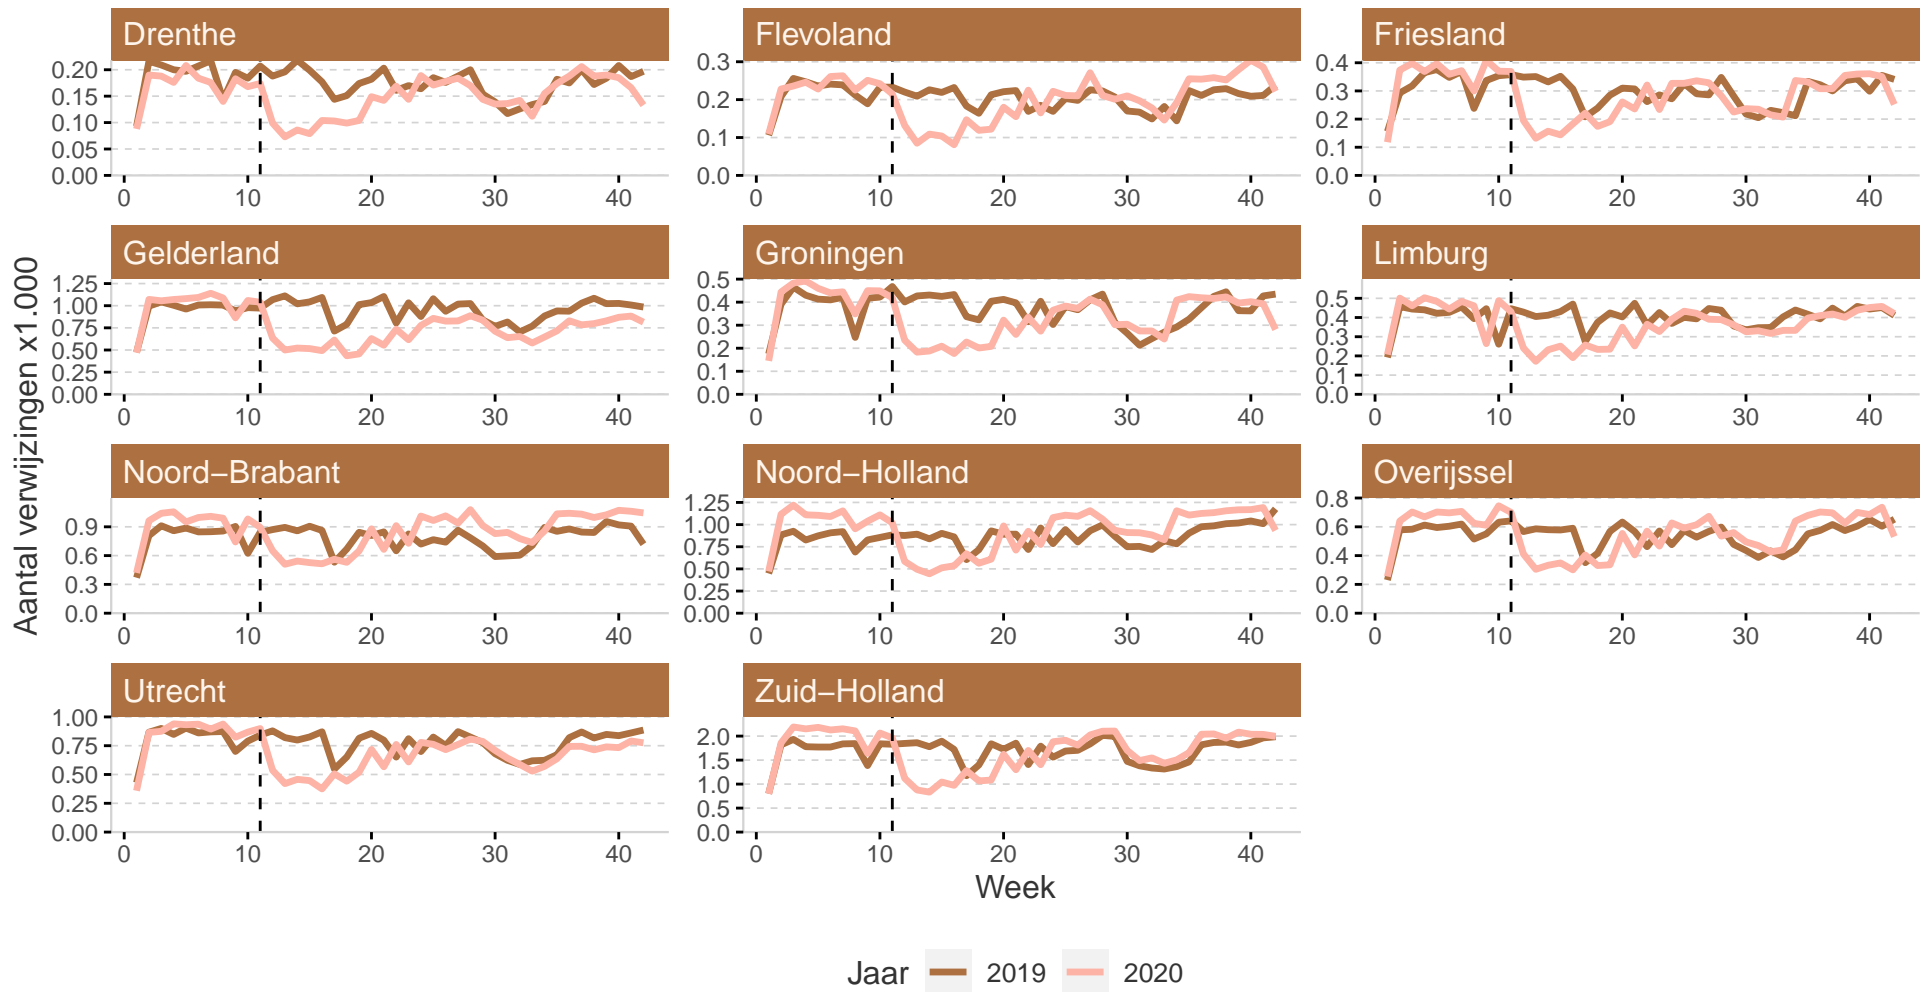 Drenthe
0.20
0.15
0.10
0.05
0.00
0 10 20 30 40
Flevoland
0.3
0.2
0.1
0.0
0 10 20 30 40
Friesland
0.4
0.3
0.2
0.1
0.0
0 10 20 30 40
Gelderland
1.25
1.00
0.75
0.50
0.25
0.00
0 10 20 30 40
Groningen
0.5
0.4
0.3
0.2
0.1
0.0
0 10 20 30 40
Limburg
0.5
0.4
0.3
0.2
0.1
0.0
0 10 20 30 40
Aantal verwijzingen x1.000
Noord−Brabant
0.9
0.6
0.3
0.0
0 10 20 30 40
Noord−Holland
1.25
1.00
0.75
0.50
0.25
0.00
0 10 20 30 40
Overijssel
0.8
0.6
0.4
0.2
0.0
0 10 20 30 40
Utrecht
1.00
0.75
0.50
0.25
0.00
0 10 20 30 40
Zuid−Holland
2.0
1.5
1.0
0.5
0.0
0 10 20 30 40
Week
Jaar 2019 2020